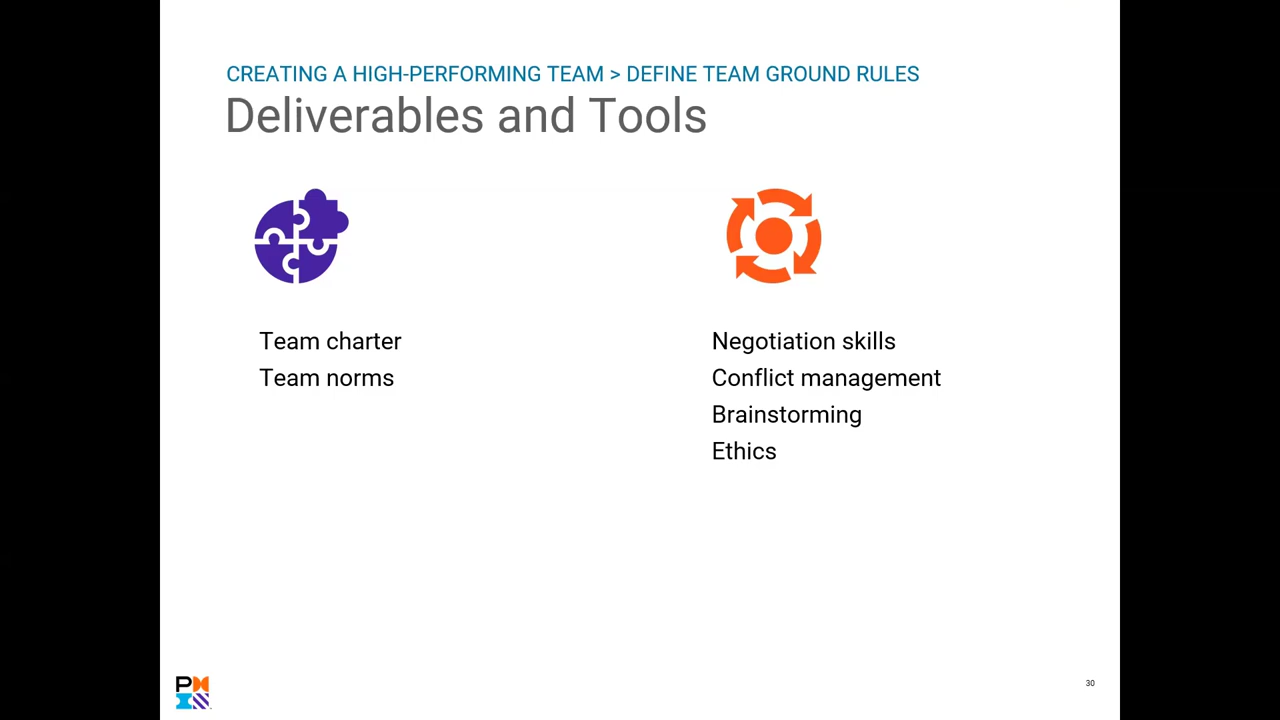 CREATING A HIGH-PERFORMING TEAM > DEFINE TEAM GROUND RULES
Deliverables and Tools
Team charter
Team norms
Negotiation skills
Conflict management
Brainstorming
Ethics
PMI
30